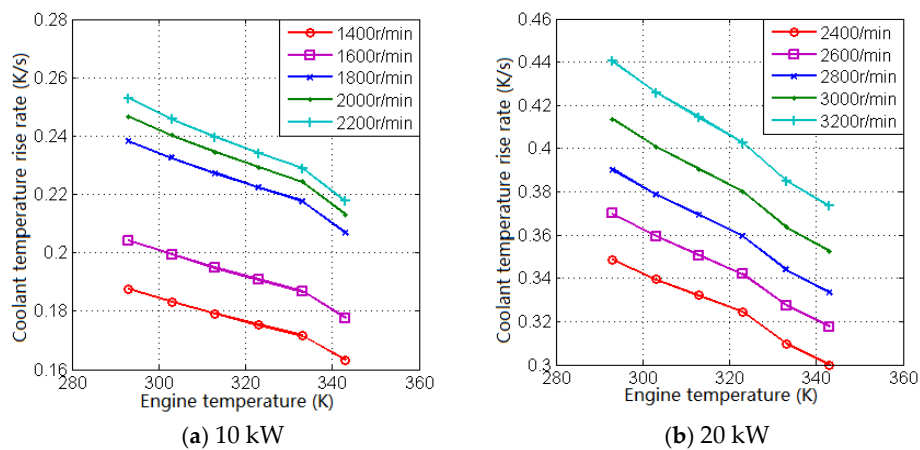 0.28
0.26
0.24
0.22
0.2
0.18
0.16
280
300
320
340
360
Coolant temperature rise rate (K/s)
Engine temperature (K)
1400r/min
1600r/min
1800r/min
2000r/min
2200r/min
(a) 10 kW
0.46
0.44
0.42
0.4
0.38
0.36
0.34
0.32
0.3
280
300
320
340
360
Coolant temperature rise rate (K/s)
Engine temperature (K)
2400/min
2600/min
2800r/min
3000r/min
3200r/min
(b) 20 kW